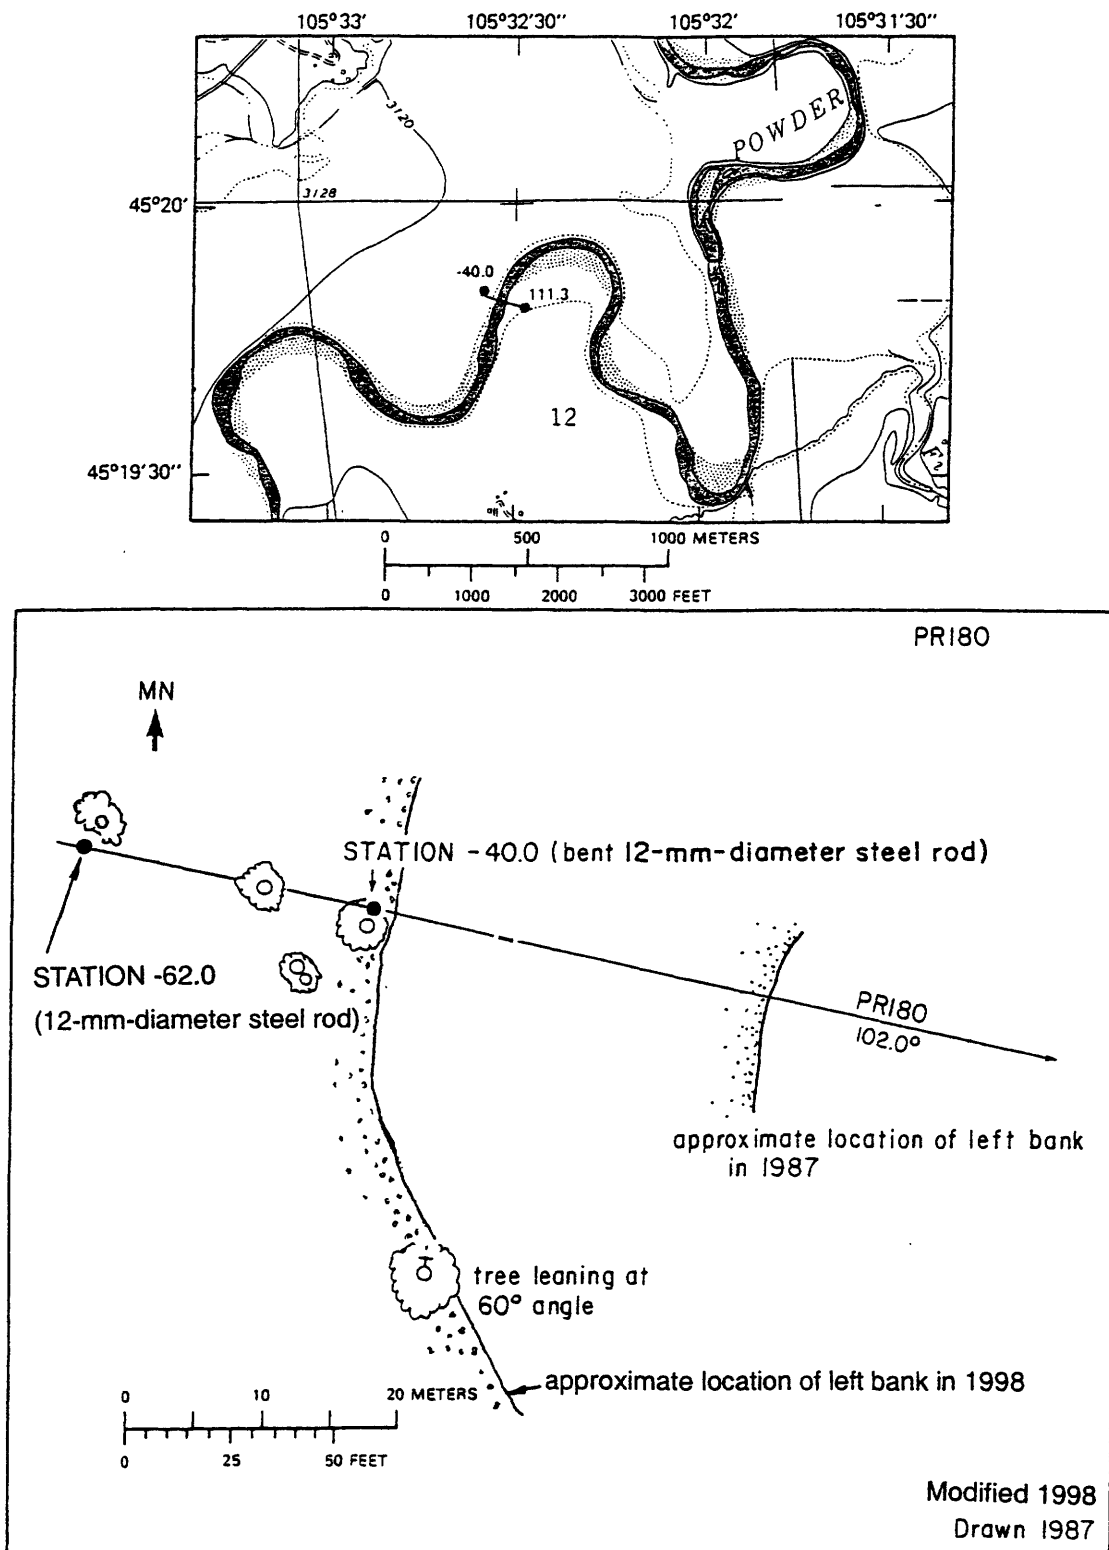 105°33' 105°32'30'' 105°32' 105°31'30''
3120
POWDER
45°20'
3128
-40.0
111.3
12
45°19'30''
0 500 1000 METERS
0 1000 2000 3000 FEET
PR180
MN
STATION -40.0 (bent 12-mm-diameter steel rod)
STATION -62.0
(12-mm-diameter steel rod)
PR180
102.0°
approximate location of left bank
in 1987
tree leaning at
60° angle
approximate location of left bank in 1998
0 10 20 METERS
0 25 50 FEET
Modified 1998
Drawn 1987